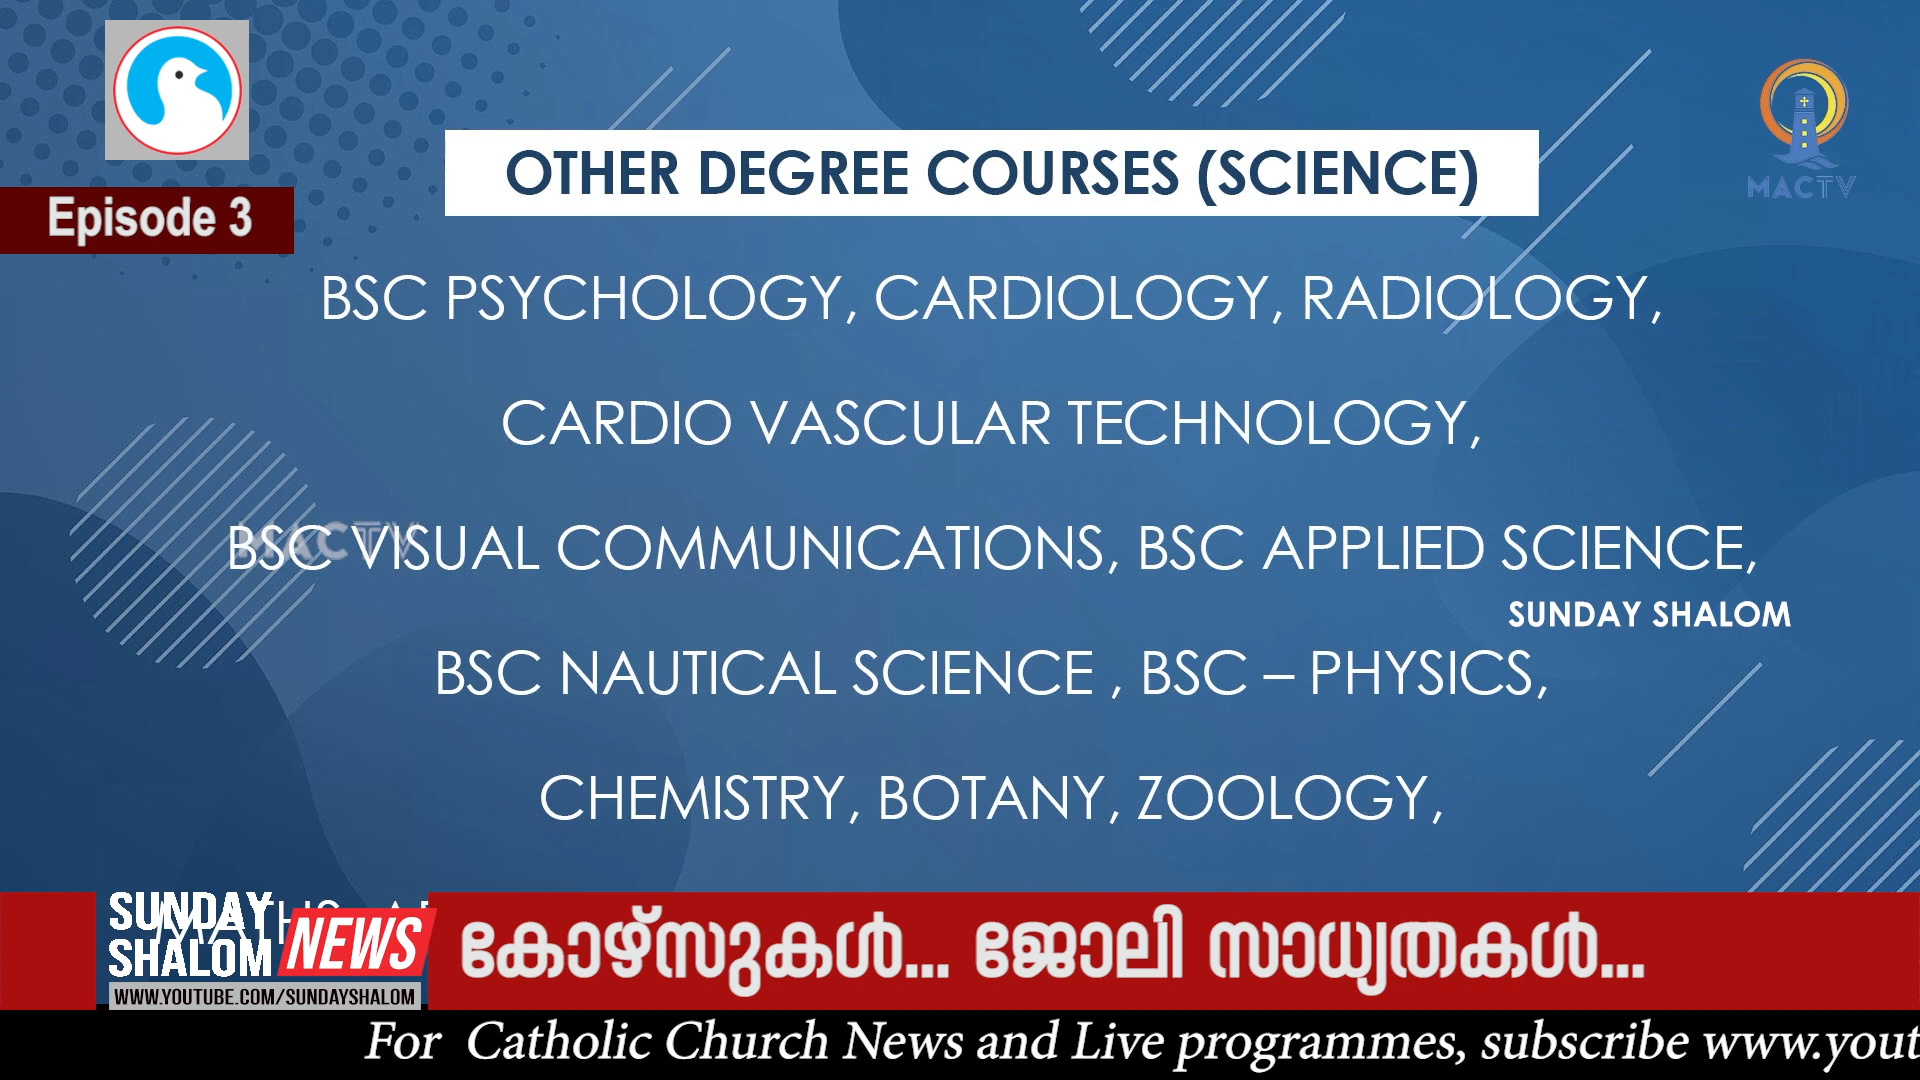 MACTV
Episode 3
OTHER DEGREE COURSES (SCIENCE)
BSC PSYCHOLOGY, CARDIOLOGY, RADIOLOGY,
CARDIO VASCULAR TECHNOLOGY,
MACTV
BSC VISUAL COMMUNICATIONS, BSC APPLIED SCIENCE,
SUNDAY SHALOM
BSC NAUTICAL SCIENCE , BSC – PHYSICS,
CHEMISTRY, BOTANY, ZOOLOGY,
SUNDAY
SHALOM
NEWS
WWW.YOUTUBE.COM/SUNDAYSHALOM
കോഴ്സുകൾ... ജോലി സാധ്യതകൾ...
For Catholic Church News and Live programmes, subscribe www.yout